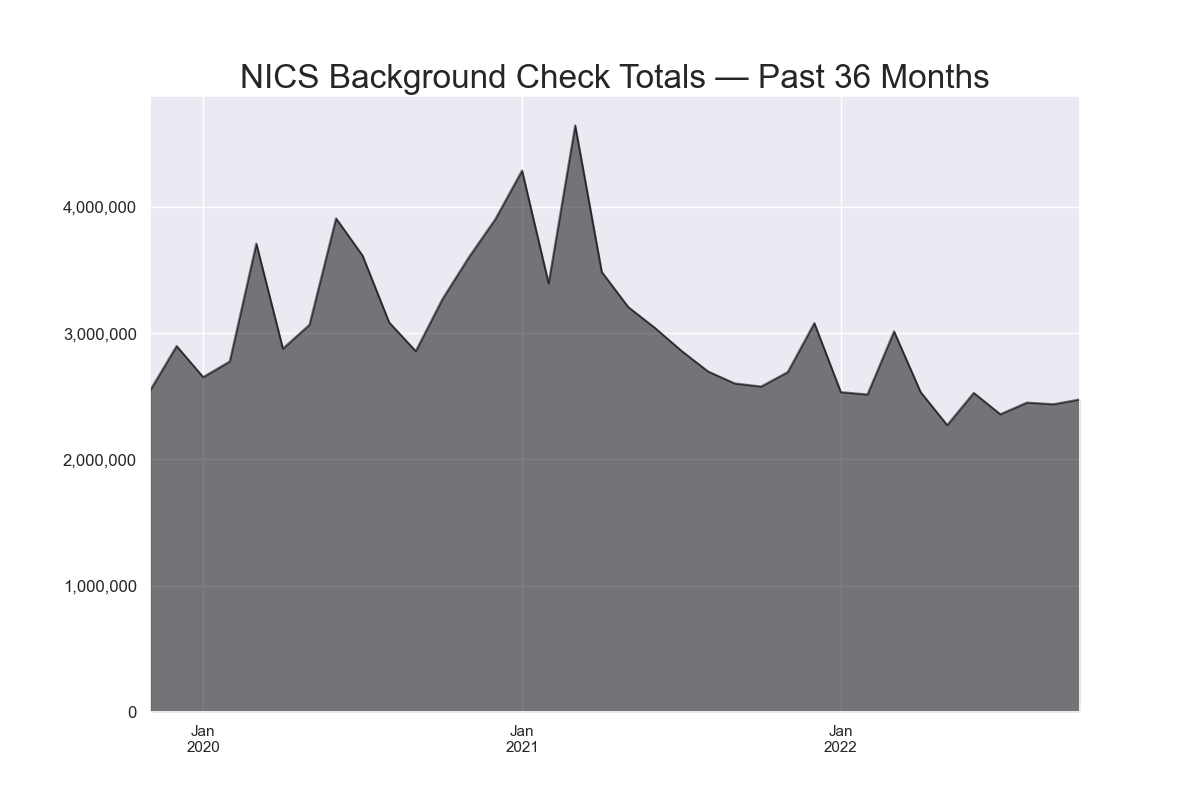 NICS Background Check Totals — Past 36 Months
4,000,000
3,000,000
2,000,000
1,000,000
0
Jan
2020
Jan
2021
Jan
2022